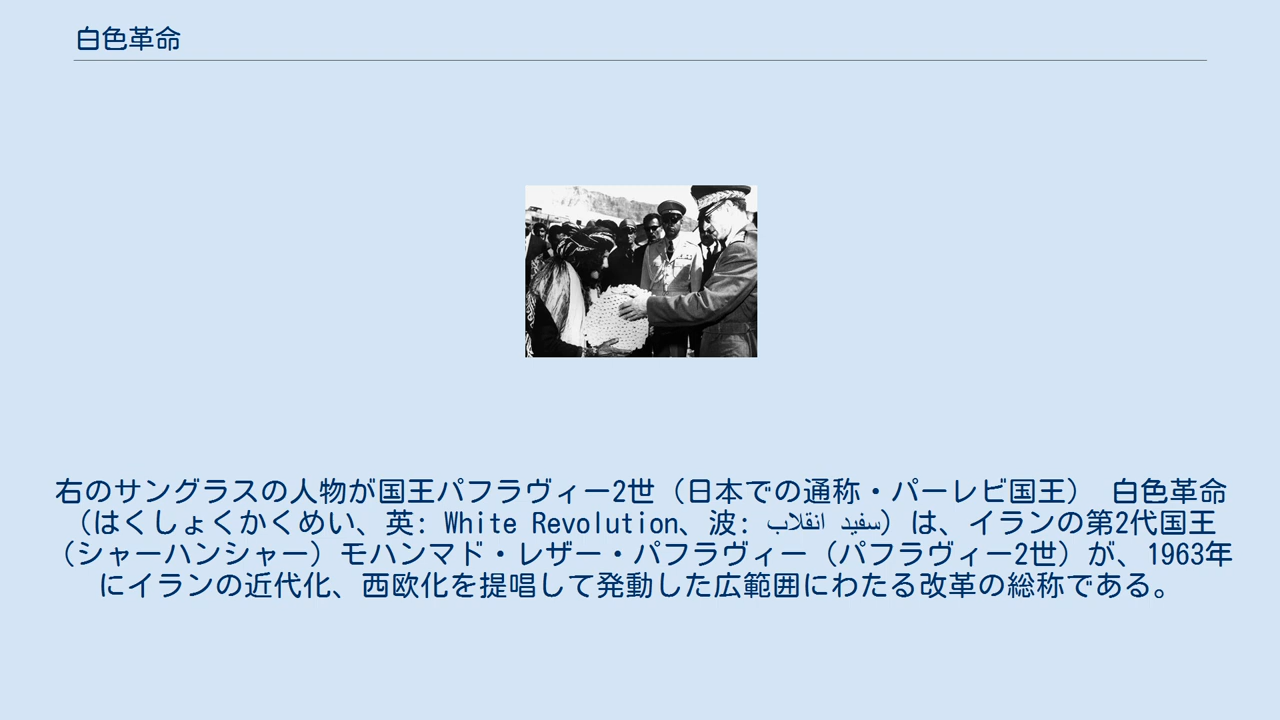 白色革命
右のサングラスの人物が国王パフラヴィー2世（日本での通称・パーレビ国王） 白色革命
（はくしょくかくめい、英: White Revolution、波: انقلاب سفید）は、イランの第2代国王
（シャーハンシャー）モハンマド・レザー・パフラヴィー（パフラヴィー2世）が、1963年
にイランの近代化、西欧化を提唱して発動した広範囲にわたる改革の総称である。